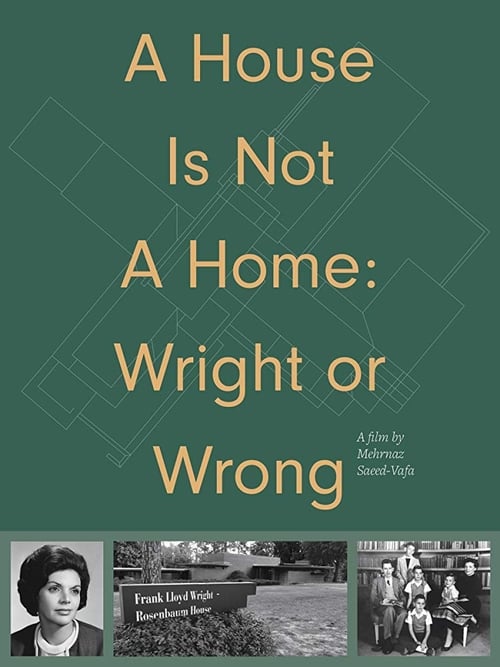 A House
Is Not
A Home:
Wright or
Wrong
A film by
Mehrnaz
Saeed-Vafa
Frank Lloyd Wright -
Rosenbaum House